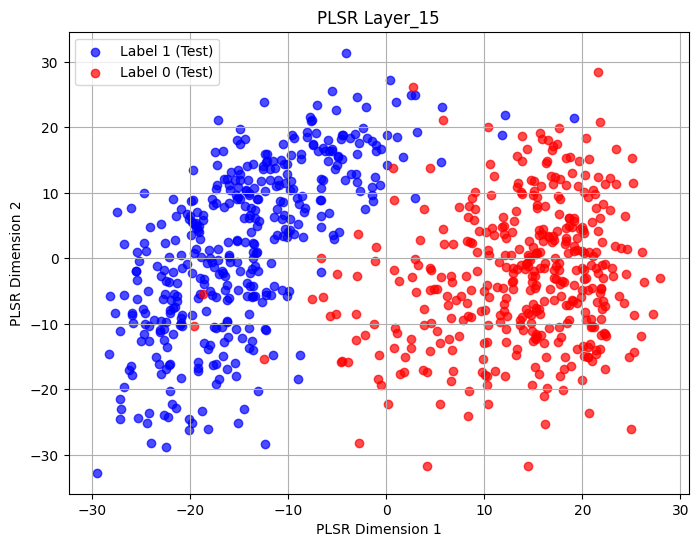 PLSR Layer_15
Label 1 (Test)
Label 0 (Test)
30
20
10
0
−10
−20
−30
PLSR Dimension 2
−30 −20 −10 0 10 20 30
PLSR Dimension 1